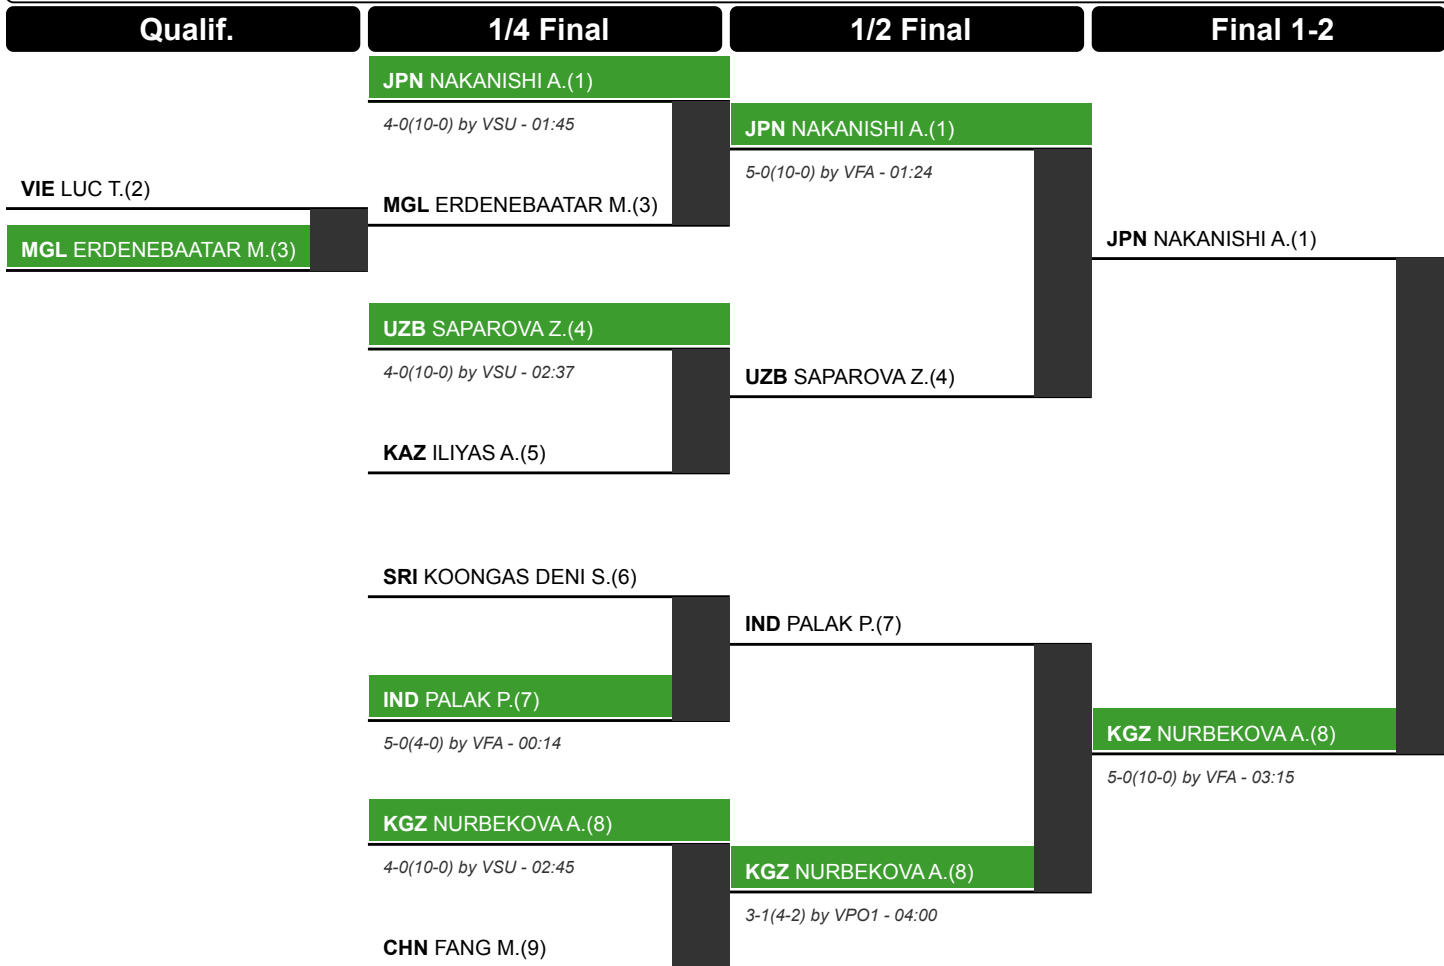 Qualif.
1/4 Final
1/2 Final
Final 1-2
VIE LUC T.(2)
MGL ERDENEBAATAR M.(3)
JPN NAKANISHI A.(1)
4-0(10-0) by VSU - 01:45
MGL ERDENEBAATAR M.(3)
UZB SAPAROVA Z.(4)
4-0(10-0) by VSU - 02:37
KAZ ILIYAS A.(5)
SRI KOONGAS DENI S.(6)
IND PALAK P.(7)
5-0(4-0) by VFA - 00:14
KGZ NURBEKOVA A.(8)
4-0(10-0) by VSU - 02:45
CHN FANG M.(9)
JPN NAKANISHI A.(1)
5-0(10-0) by VFA - 01:24
UZB SAPAROVA Z.(4)
IND PALAK P.(7)
KGZ NURBEKOVA A.(8)
3-1(4-2) by VPO1 - 04:00
JPN NAKANISHI A.(1)
KGZ NURBEKOVA A.(8)
5-0(10-0) by VFA - 03:15